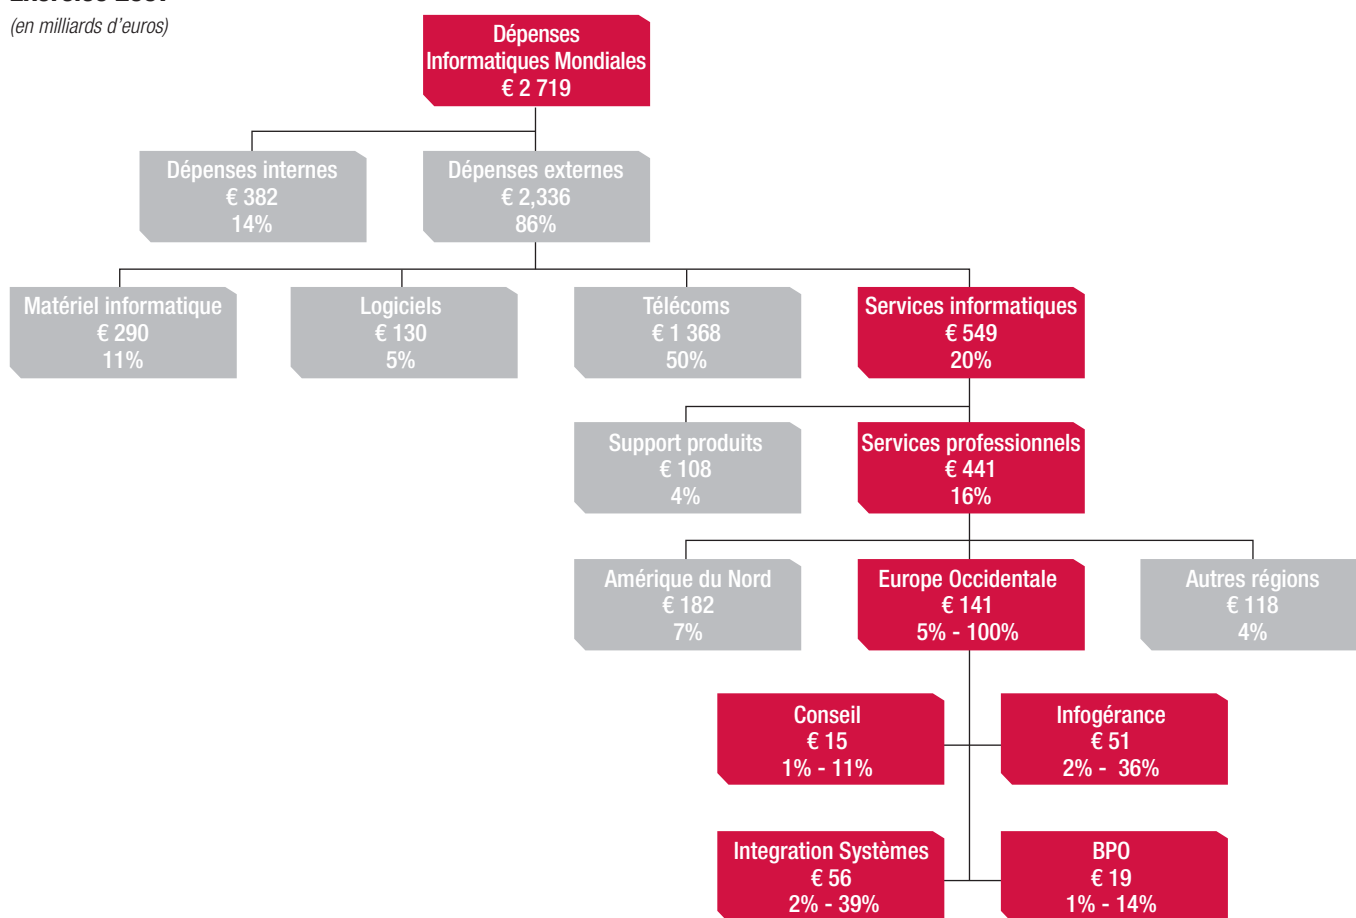 (en milliards d'euros)
Dépenses
Informatiques Mondiales
€ 2 719
Dépenses internes
€ 382
14%
Dépenses externes
€ 2,336
86%
Matériel informatique
€ 290
11%
Logiciels
€ 130
5%
Télécoms
€ 1 368
50%
Services informatiques
€ 549
20%
Support produits
€ 108
4%
Services professionnels
€ 441
16%
Amérique du Nord
€ 182
7%
Europe Occidentale
€ 141
5% - 100%
Autres régions
€ 118
4%
Conseil
€ 15
1% - 11%
Infogérance
€ 51
2% - 36%
Integration Systèmes
€ 56
2% - 39%
BPO
€ 19
1% - 14%